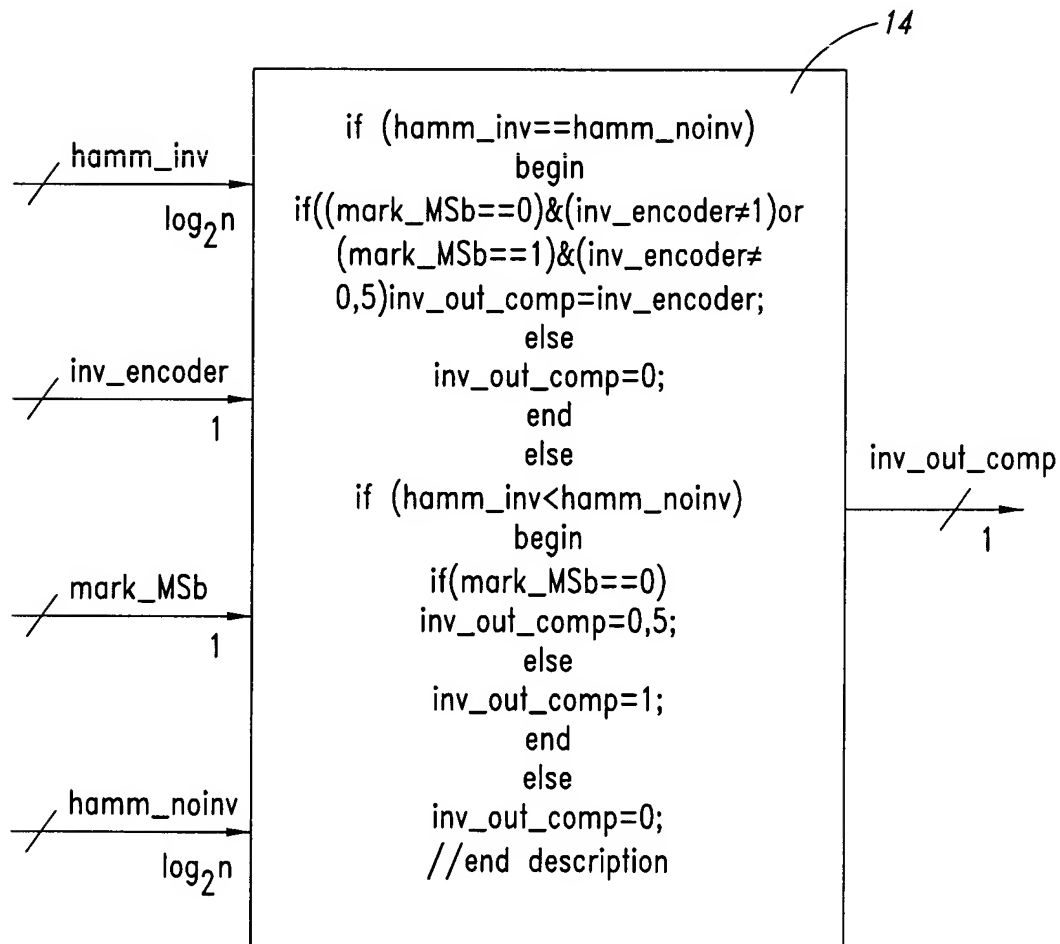 14
hamm_inv
log2n
inv_encoder
1
mark_MSb
1
hamm_noinv
log2n
if (hamm_inv==hamm_noinv)
begin
if((mark_MSb==0)&(inv_encoder≠1)or
(mark_MSb==1)&(inv_encoder≠
0,5)inv_out_comp=inv_encoder;
else
inv_out_comp=0;
end
else
if (hamm_inv<hamm_noinv)
begin
if(mark_MSb==0)
inv_out_comp=0,5;
else
inv_out_comp=1;
end
else
inv_out_comp=0;
//end description
inv_out_comp
1